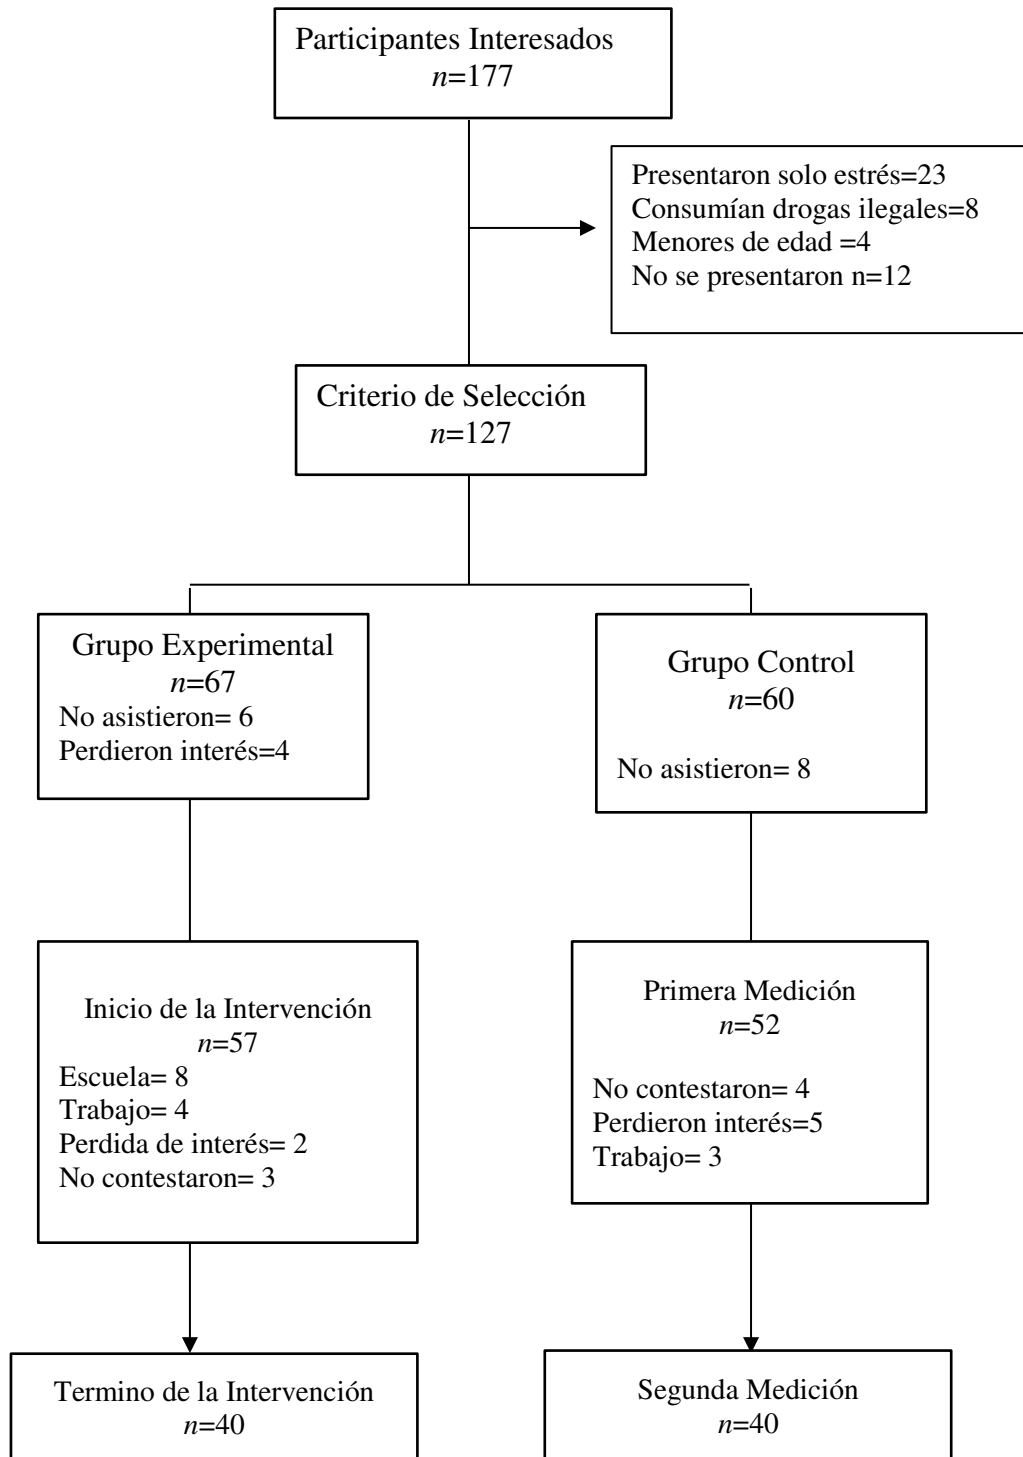 Participantes Interesados
n=177
Presentaron solo estrés=23
Consumían drogas ilegales=8
Menores de edad =4
No se presentaron n=12
Criterio de Selección
n=127
Grupo Experimental
n=67
No asistieron= 6
Perdieron interés=4
Grupo Control
n=60
No asistieron= 8
Inicio de la Intervención
n=57
Escuela= 8
Trabajo= 4
Perdida de interés= 2
No contestaron= 3
Primera Medición
n=52
No contestaron= 4
Perdieron interés=5
Trabajo= 3
Termino de la Intervención
n=40
Segunda Medición
n=40